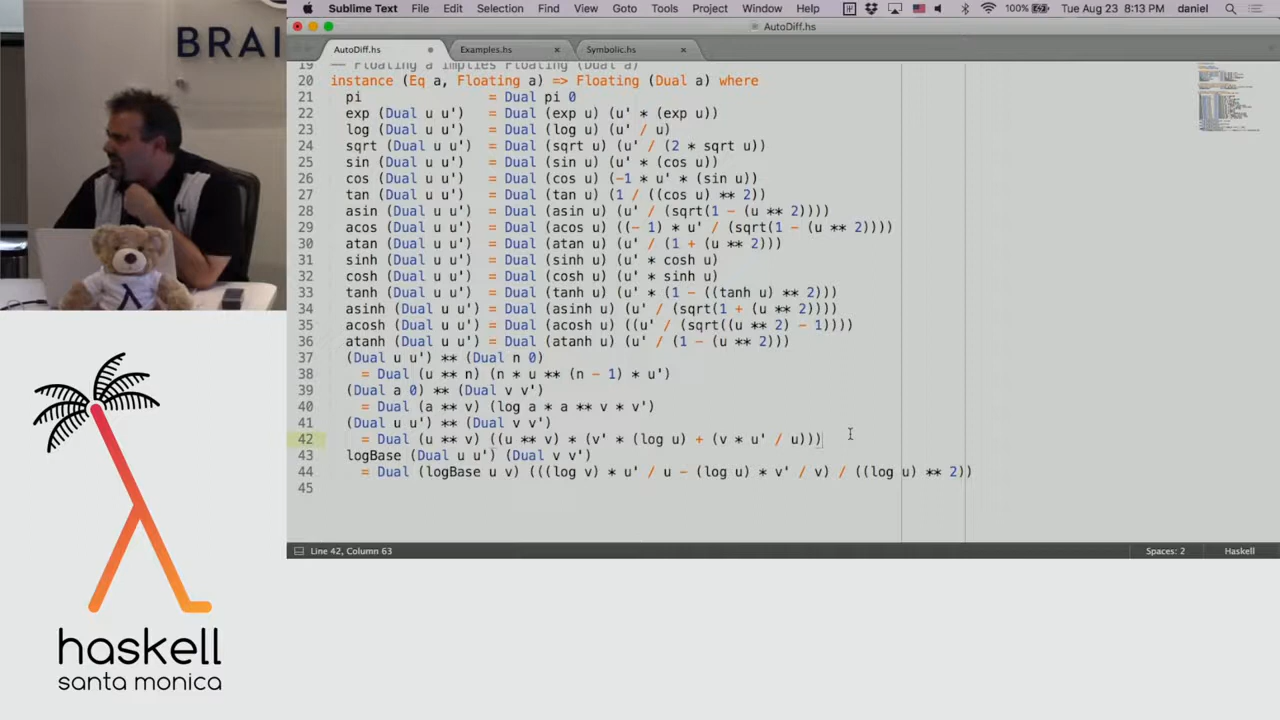 BRAI
Sublime Text File Edit Selection Find View Goto Tools Project Window Help 100% Tue Aug 23 8:13 PM daniel
AutoDiff.hs
AutoDiff.hs Examples.hs × Symbolic.hs ×
19 -- Floating a implies Floating (Dual a)
20 instance (Eq a, Floating a) => Floating (Dual a) where
21 pi = Dual pi 0
22 exp (Dual u u') = Dual (exp u) (u' * (exp u))
23 log (Dual u u') = Dual (log u) (u' / u)
24 sqrt (Dual u u') = Dual (sqrt u) (u' / (2 * sqrt u))
25 sin (Dual u u') = Dual (sin u) (u' * (cos u))
26 cos (Dual u u') = Dual (cos u) (-1 * u' * (sin u))
27 tan (Dual u u') = Dual (tan u) (1 / ((cos u) ** 2))
28 asin (Dual u u') = Dual (asin u) (u' / (sqrt(1 - (u ** 2))))
29 acos (Dual u u') = Dual (acos u) ((- 1) * u' / (sqrt(1 - (u ** 2))))
30 atan (Dual u u') = Dual (atan u) (u' / (1 + (u ** 2)))
31 sinh (Dual u u') = Dual (sinh u) (u' * cosh u)
32 cosh (Dual u u') = Dual (cosh u) (u' * sinh u)
33 tanh (Dual u u') = Dual (tanh u) (u' * (1 - ((tanh u) ** 2)))
34 asinh (Dual u u') = Dual (asinh u) (u' / (sqrt(1 + (u ** 2))))
35 acosh (Dual u u') = Dual (acosh u) ((u' / (sqrt((u ** 2) - 1))))
36 atanh (Dual u u') = Dual (atanh u) (u' / (1 - (u ** 2)))
37 (Dual u u') ** (Dual n 0)
38 = Dual (u ** n) (n * u ** (n - 1) * u')
39 (Dual a 0) ** (Dual v v')
40 = Dual (a ** v) (log a * a ** v * v')
41 (Dual u u') ** (Dual v v')
42 = Dual (u ** v) ((u ** v) * (v' * (log u) + (v * u' / u)))
43 logBase (Dual u u') (Dual v v')
44 = Dual (logBase u v) (((log v) * u' / u - (log u) * v' / v) / ((log u) ** 2))
45
Line 42, Column 63 Spaces: 2 Haskell
haskell
santa monica